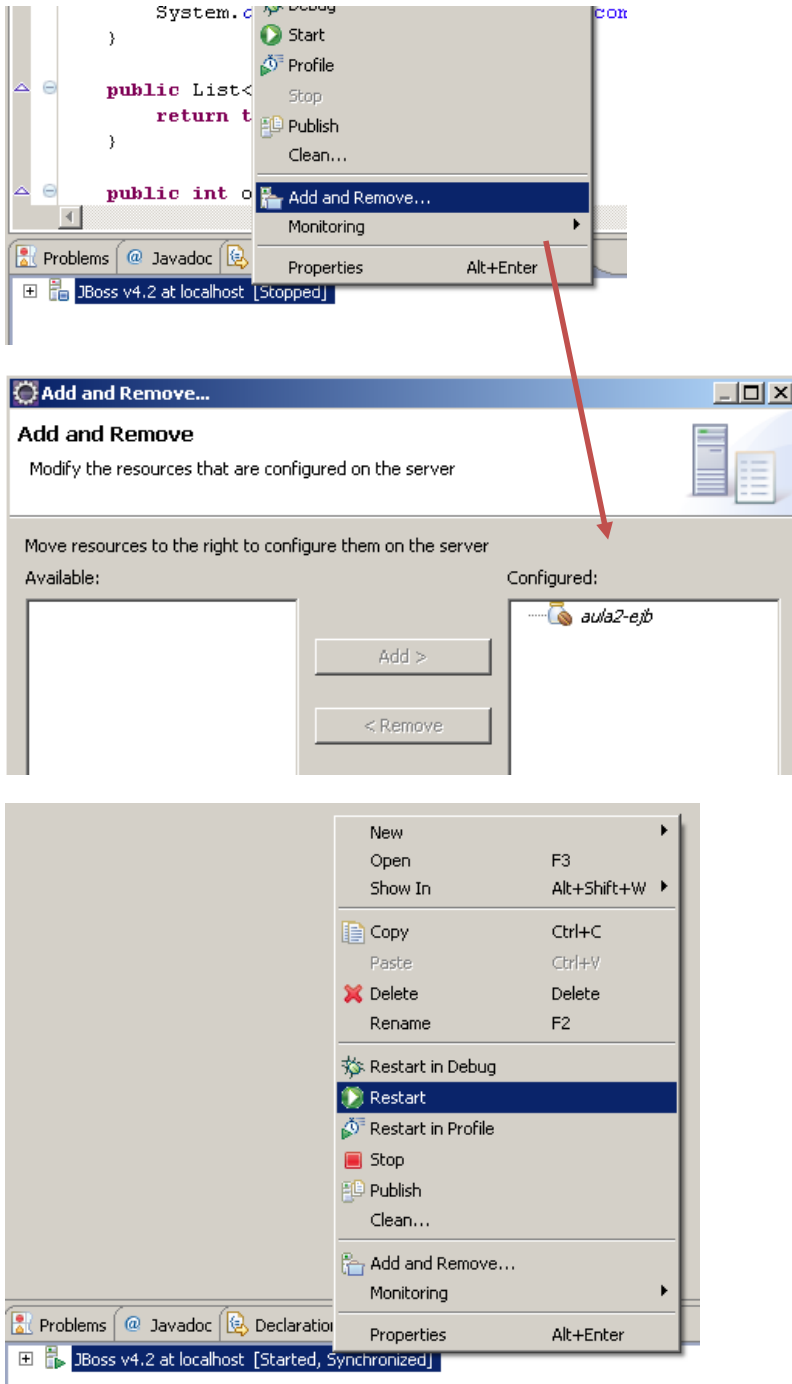 System.
Debug
com
Start
}
Profile
public List<
Stop
return t
Publish
}
Clean...
public int o
Add and Remove...
Monitoring
Problems @ Javadoc
Properties Alt+Enter
JBoss v4.2 at localhost [Stopped]
Add and Remove...
Add and Remove
Modify the resources that are configured on the server
Move resources to the right to configure them on the server
Available:
Configured:
aula2-ejb
Add >
< Remove
New
Open F3
Show In Alt+Shift+W
Copy Ctrl+C
Paste Ctrl+V
Delete Delete
Rename F2
Restart in Debug
Restart
Restart in Profile
Stop
Publish
Clean...
Add and Remove...
Monitoring
Problems @ Javadoc Declaration
Properties Alt+Enter
JBoss v4.2 at localhost [Started, Synchronized]